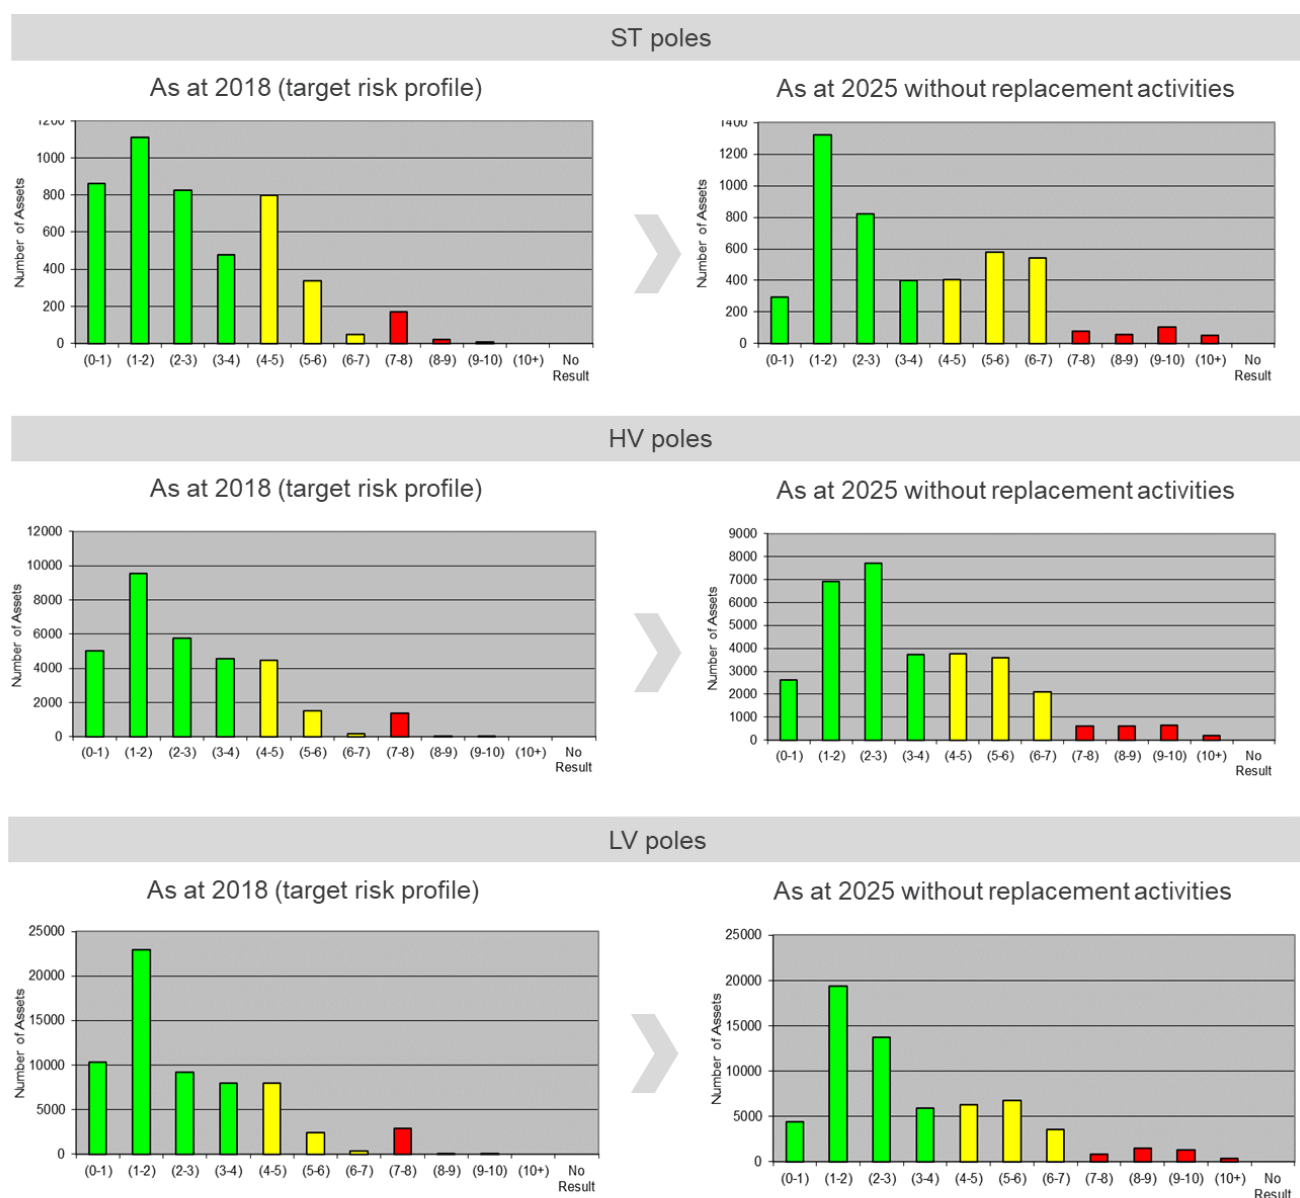 ST poles
As at 2018 (target risk profile)
As at 2025 without replacement activities
Number of Assets
1200
1000
800
600
400
200
0
(0-1) (1-2) (2-3) (3-4) (4-5) (5-6) (6-7) (7-8) (8-9) (9-10) (10+) No
Result
Number of Assets
1400
1200
1000
800
600
400
200
0
(0-1) (1-2) (2-3) (3-4) (4-5) (5-6) (6-7) (7-8) (8-9) (9-10) (10+) No
Result
HV poles
As at 2018 (target risk profile)
As at 2025 without replacement activities
Number of Assets
12000
10000
8000
6000
4000
2000
0
(0-1) (1-2) (2-3) (3-4) (4-5) (5-6) (6-7) (7-8) (8-9) (9-10) (10+) No
Result
Number of Assets
9000
8000
7000
6000
5000
4000
3000
2000
1000
0
(0-1) (1-2) (2-3) (3-4) (4-5) (5-6) (6-7) (7-8) (8-9) (9-10) (10+) No
Result
LV poles
As at 2018 (target risk profile)
As at 2025 without replacement activities
Number of Assets
25000
20000
15000
10000
5000
0
(0-1) (1-2) (2-3) (3-4) (4-5) (5-6) (6-7) (7-8) (8-9) (9-10) (10+) No
Result
Number of Assets
25000
20000
15000
10000
5000
0
(0-1) (1-2) (2-3) (3-4) (4-5) (5-6) (6-7) (7-8) (8-9) (9-10) (10+) No
Result